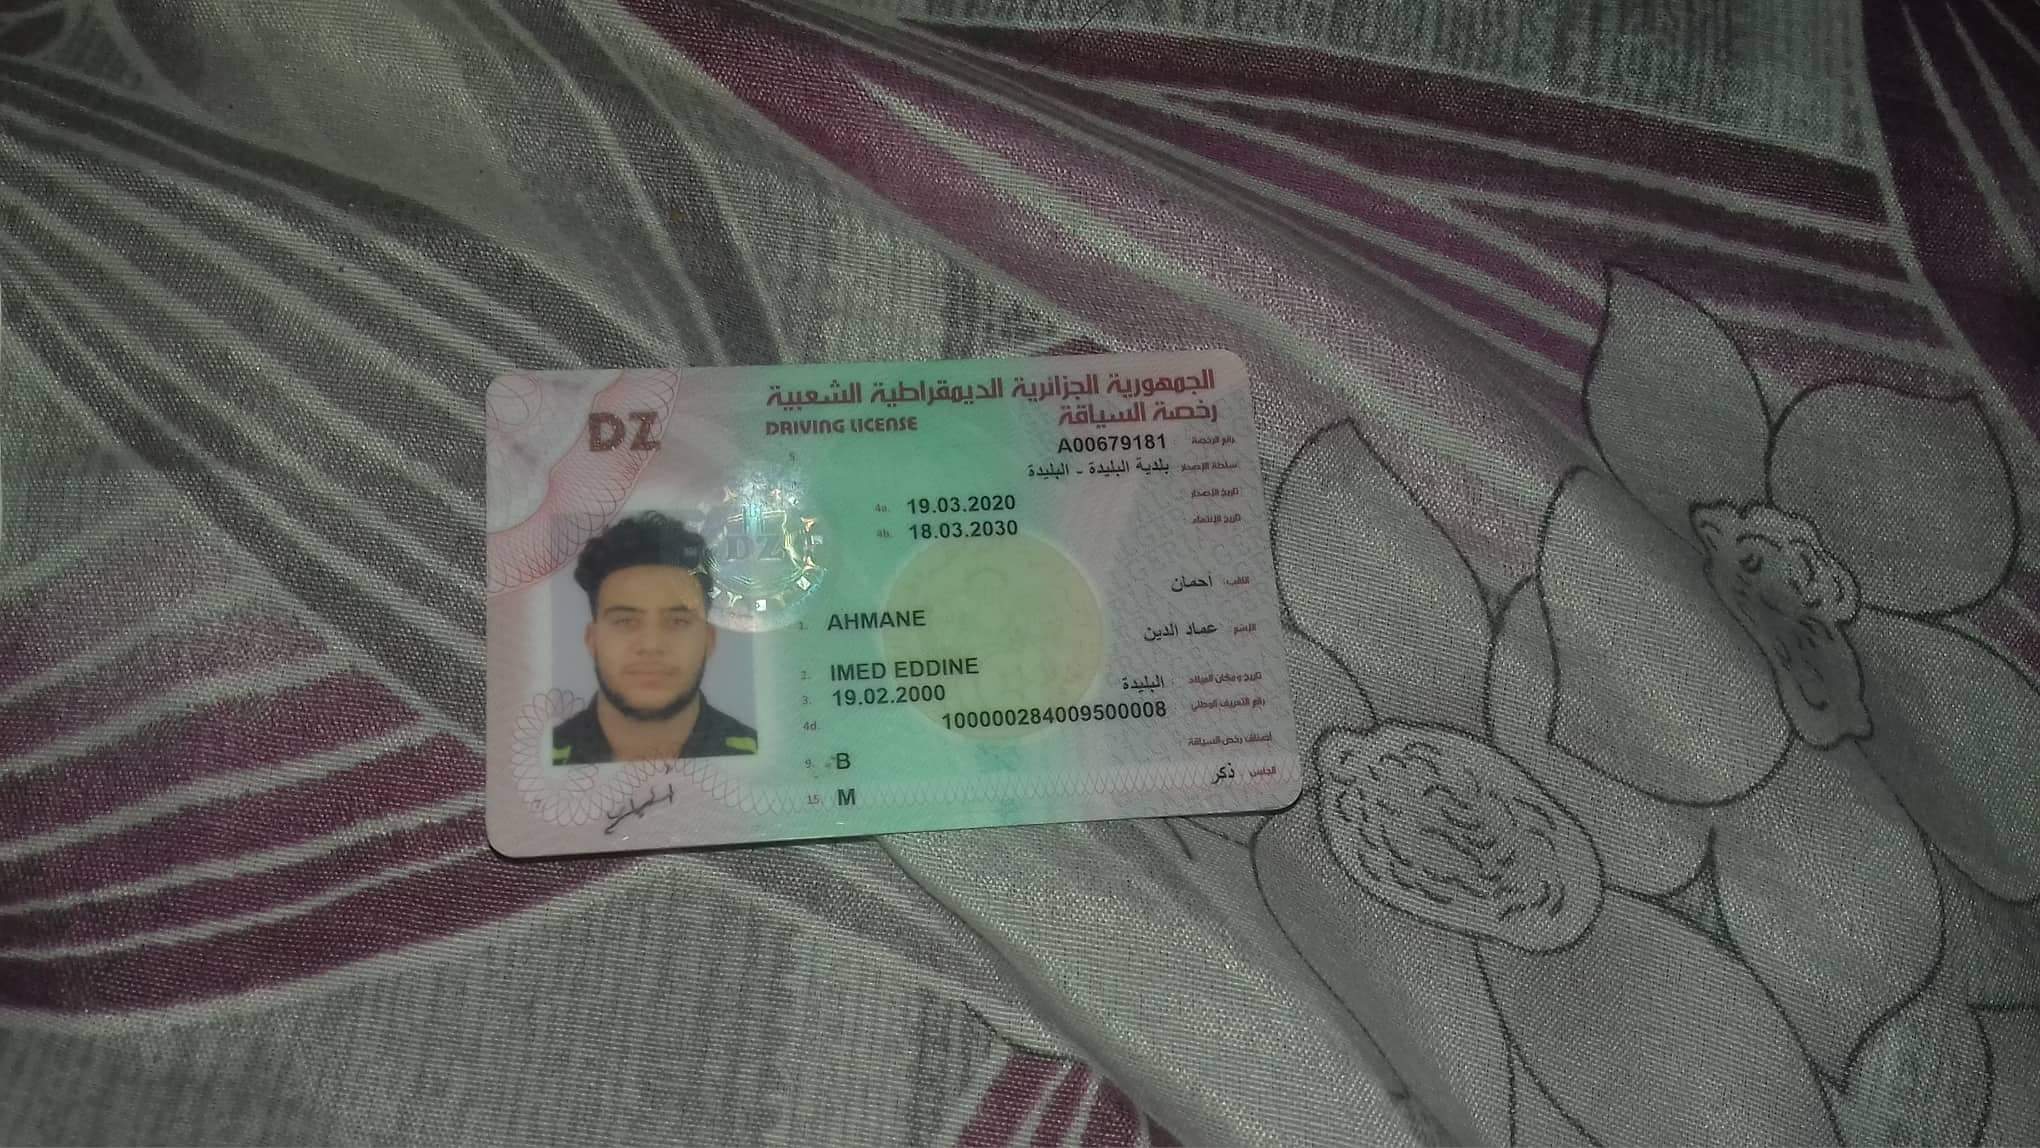 الجمهورية الجزائرية الديمقراطية الشعبية
DZ
DRIVING LICENSE رخصة السياقة
رقم الرخصة A00679181
5.
سلطة الإصدار بلدية البليدة - البليدة
4a. 19.03.2020 تاريخ الإصدار
4b. 18.03.2030 تاريخ الإنتهاء
اللقب: أحمان
1. AHMANE
الإسم عماد الدين
2. IMED EDDINE
3. 19.02.2000 البليدة تاريخ ومكان الميلاد
4d. 100000284009500008 رقم التعريف الوطني
9. B أصناف رخص السياقة
15. M ذكر الجنس
DZ